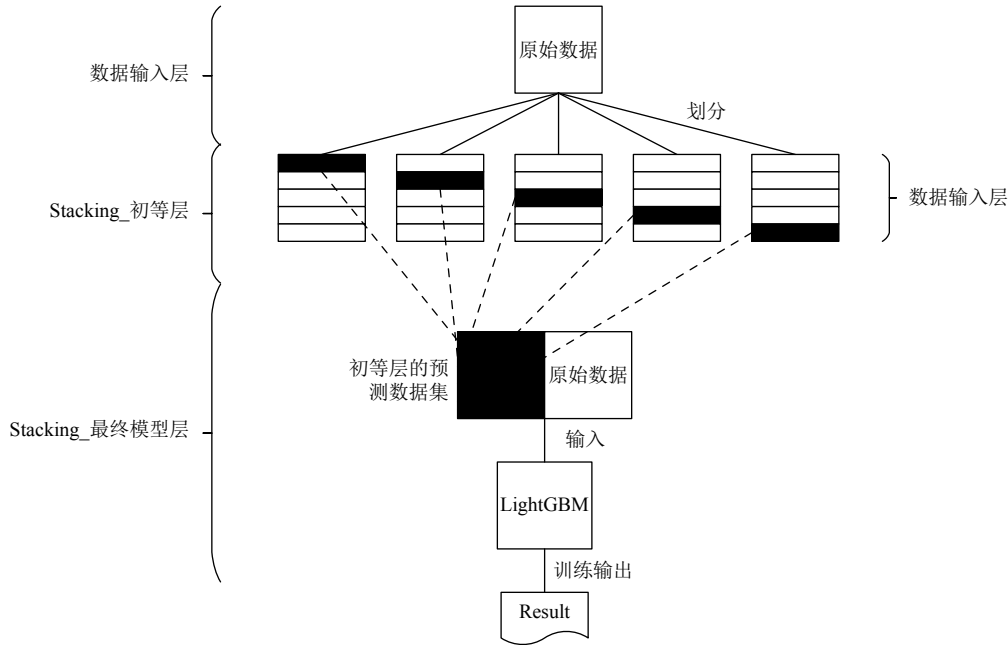 原始数据
数据输入层
划分
Stacking_初等层
数据输入层
初等层的预
测数据集
原始数据
Stacking_最终模型层
输入
LightGBM
训练输出
Result